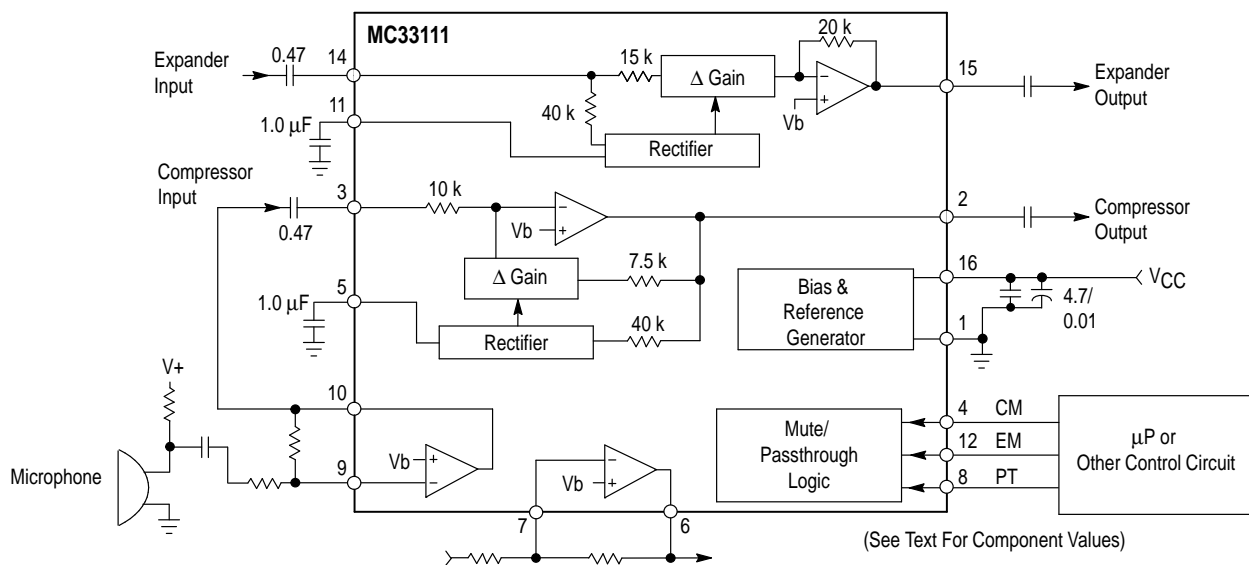 MC33111
Expander
Input
0.47
14
15 k
Δ Gain
20 k
–
+
Vb
15
Expander
Output
11
1.0 µF
40 k
Rectifier
Compressor
Input
0.47
3
10 k
–
+
Vb
2
Compressor
Output
Δ Gain
7.5 k
5
1.0 µF
Rectifier
40 k
Bias &
Reference
Generator
16
VCC
4.7/
0.01
1
V+
10
Vb
+
–
9
Microphone
–
+
Vb
7
6
Mute/
Passthrough
Logic
4
CM
12
EM
8
PT
µP or
Other Control Circuit
(See Text For Component Values)